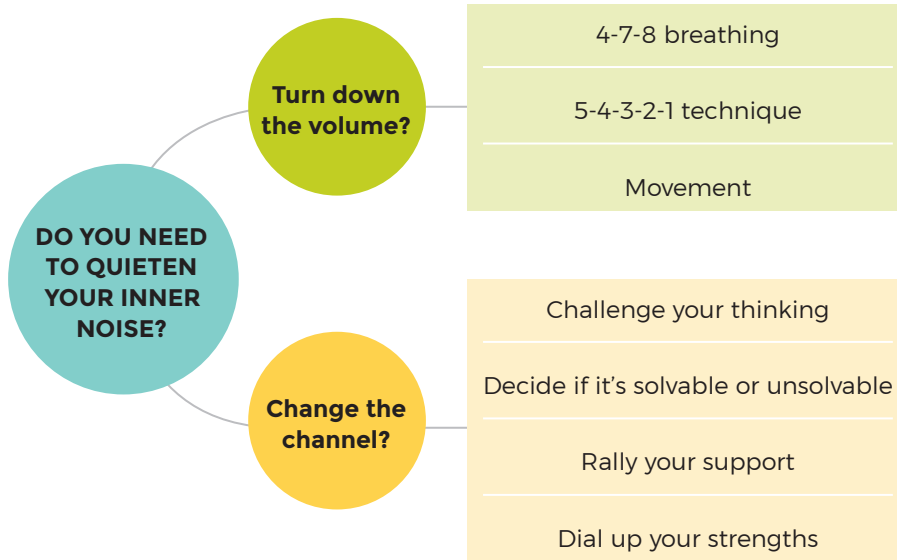 DO YOU NEED
TO QUIETEN
YOUR INNER
NOISE?
Turn down
the volume?
4-7-8 breathing
5-4-3-2-1 technique
Movement
Change the
channel?
Challenge your thinking
Decide if it’s solvable or unsolvable
Rally your support
Dial up your strengths